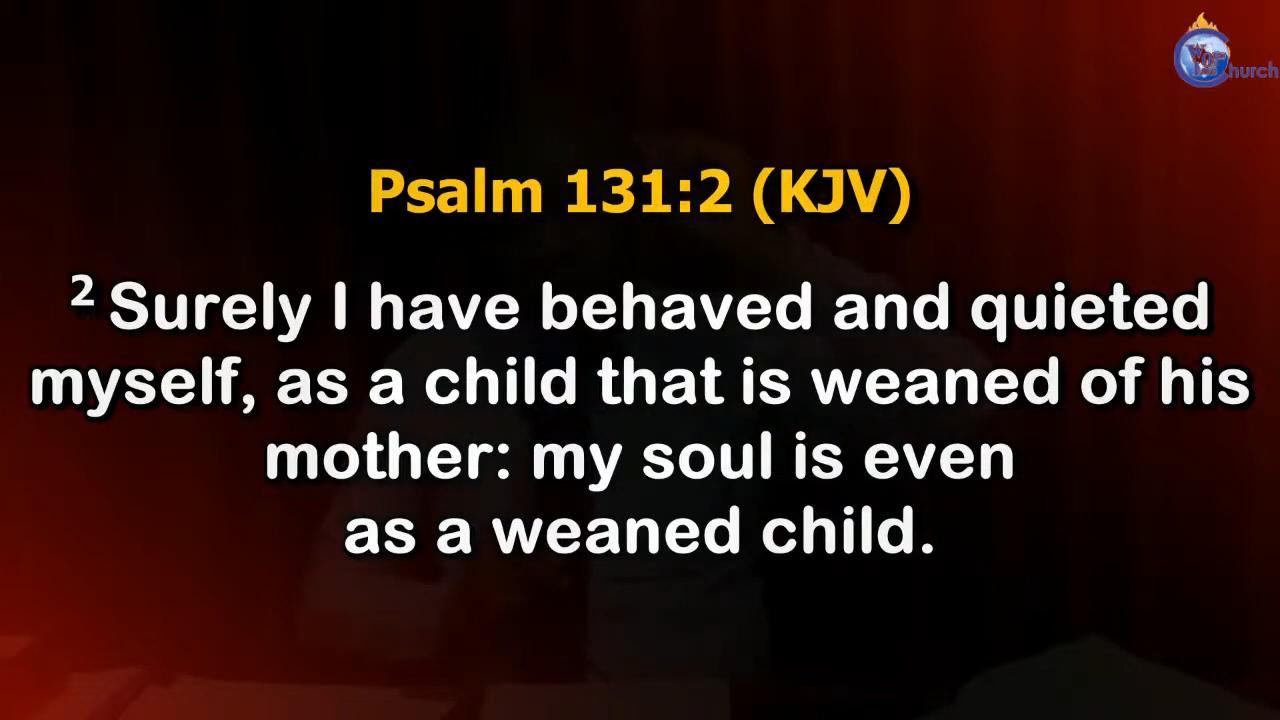 Psalm 131:2 (KJV)
2 Surely I have behaved and quieted
myself, as a child that is weaned of his
mother: my soul is even
as a weaned child.